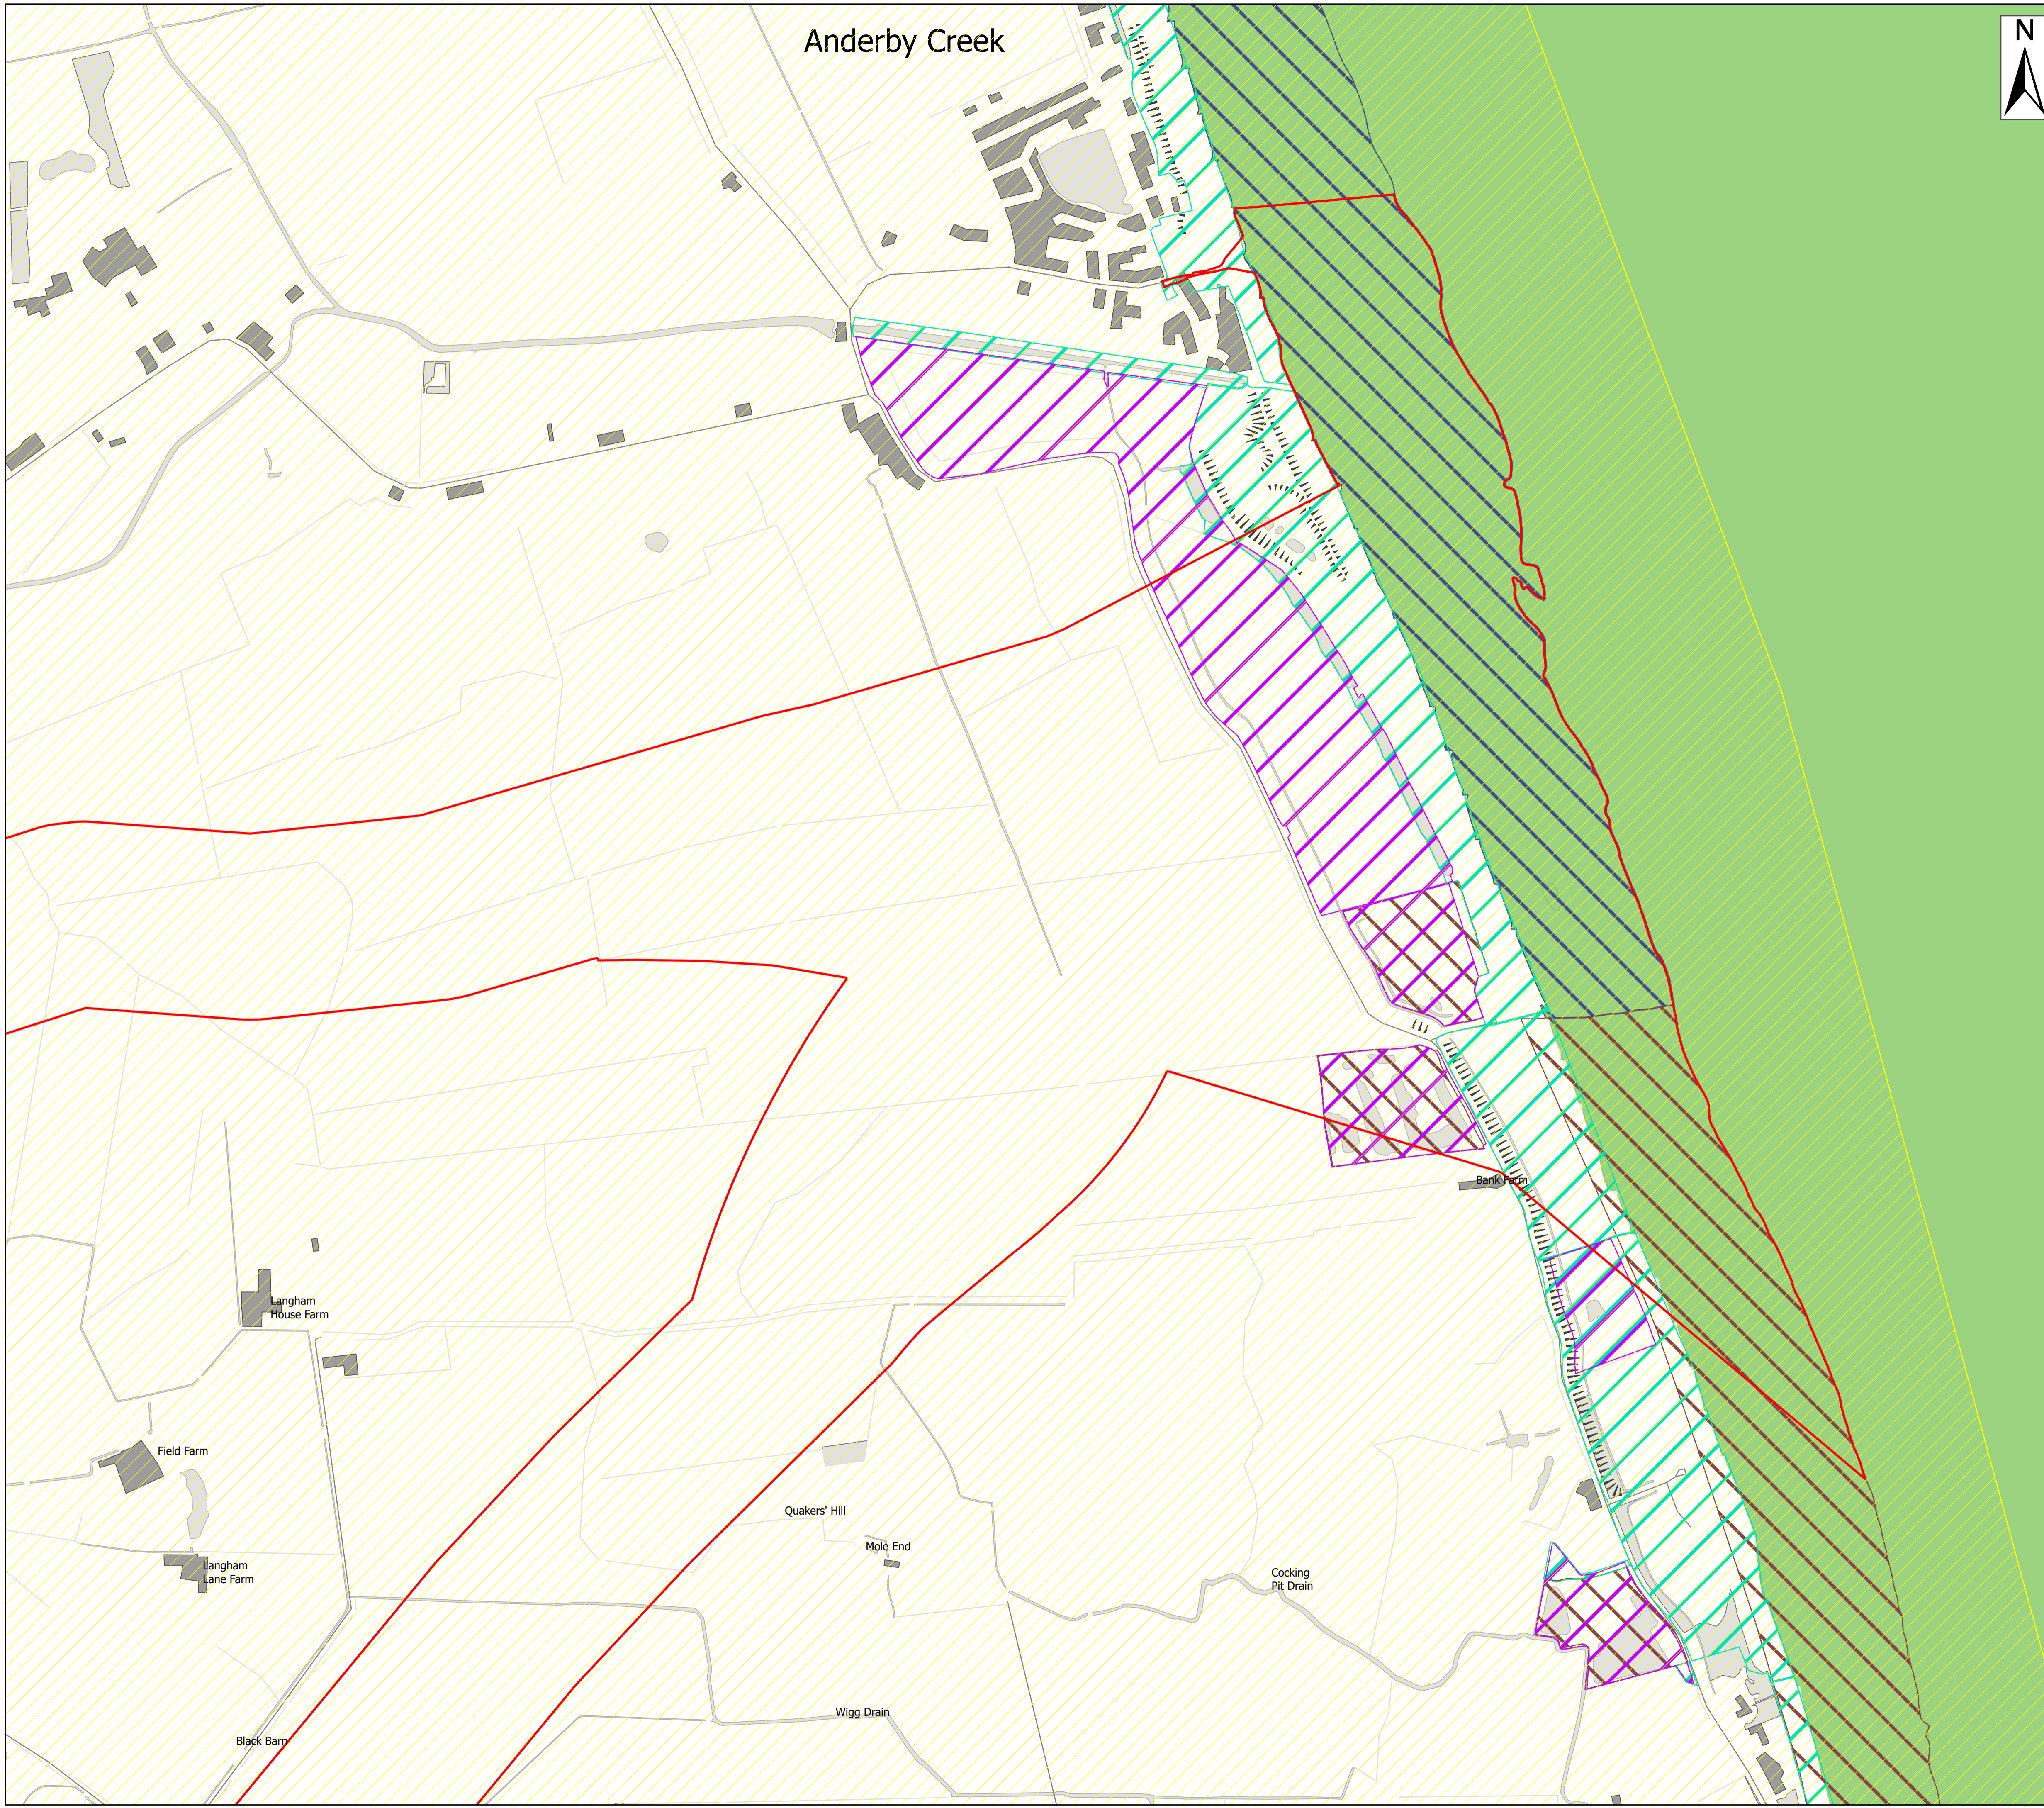 Anderby Creek
N
Bank Farm
Langham
House Farm
Field Farm
Quakers' Hill
Mole End
Langham
Lane Farm
Cocking
Pit Drain
Wigg Drain
Black Barn